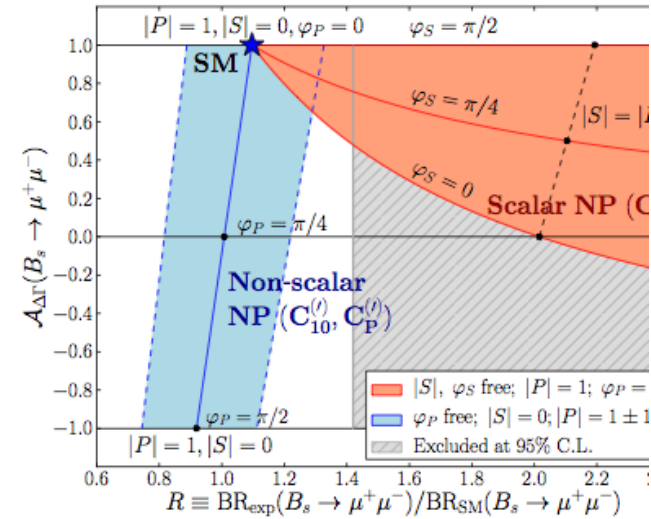 |P| = 1, |S| = 0, φ_P = 0
φ_S = π/2
SM
φ_S = π/4
|S| = |P
φ_S = 0
Scalar NP (C
φ_P = π/4
Non-scalar
NP (C_10^(′), C_P^(′))
φ_P = π/2
|P| = 1, |S| = 0
|S|, φ_S free; |P| = 1; φ_P =
φ_P free; |S| = 0; |P| = 1 ± 1
Excluded at 95% C.L.
A_ΔΓ(B_s → μ⁺μ⁻)
1.0
0.8
0.6
0.4
0.2
0.0
−0.2
−0.4
−0.6
−0.8
−1.0
0.6 0.8 1.0 1.2 1.4 1.6 1.8 2.0 2.2 2.4
R ≡ BR_exp(B_s → μ⁺μ⁻)/BR_SM(B_s → μ⁺μ⁻)